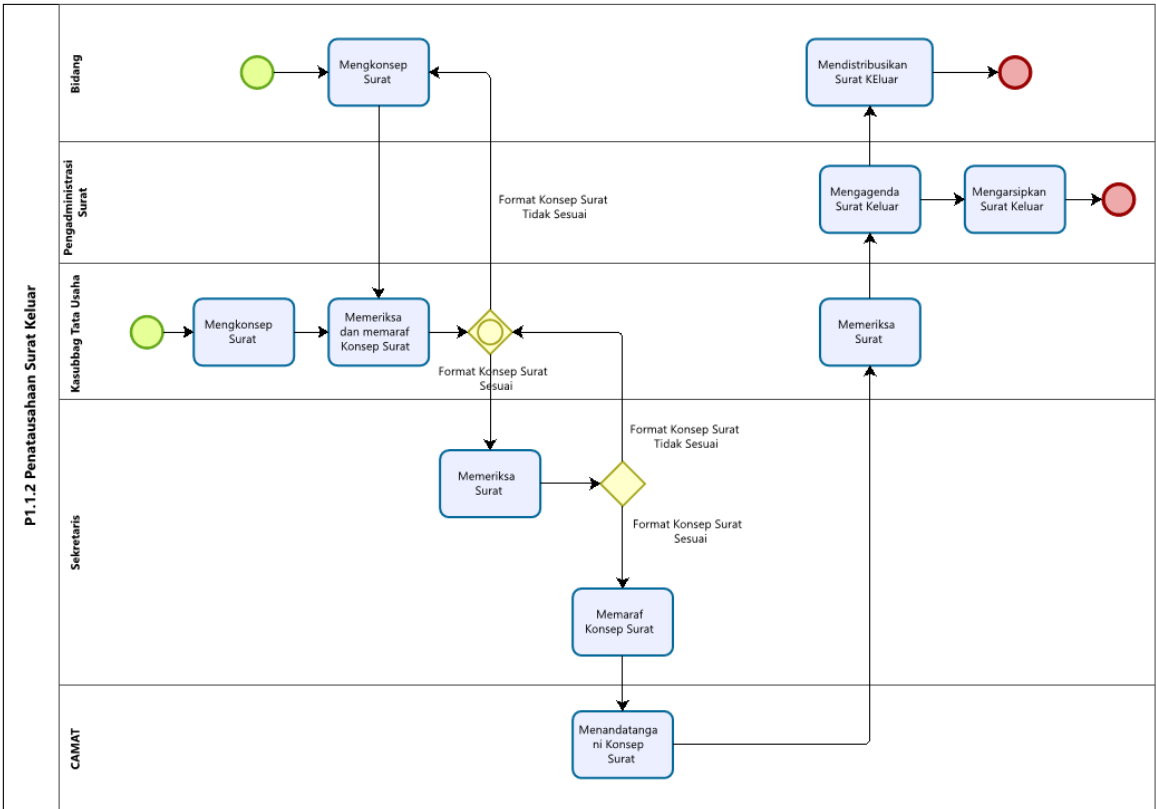 P1.1.2 Penatausahaan Surat Keluar
Bidang
Mengkonsep
Surat
Mendistribusikan
Surat KEluar
Pengadministrasi
Surat
Format Konsep Surat
Tidak Sesuai
Mengagenda
Surat Keluar
Mengarsipkan
Surat Keluar
Kasubbag Tata Usaha
Mengkonsep
Surat
Memeriksa
dan memaraf
Konsep Surat
Format Konsep Surat
Sesuai
Memeriksa
Surat
Sekretaris
Memeriksa
Surat
Format Konsep Surat
Tidak Sesuai
Format Konsep Surat
Sesuai
Memaraf
Konsep Surat
CAMAT
Menandatanga
ni Konsep
Surat